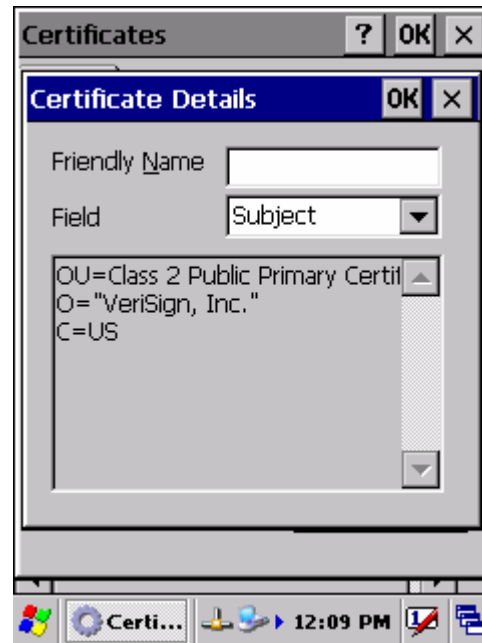 Certificates ? OK ×
Certificate Details OK ×
Friendly Name
Field Subject
OU=Class 2 Public Primary Certif
O="VeriSign, Inc."
C=US
Certi... 12:09 PM